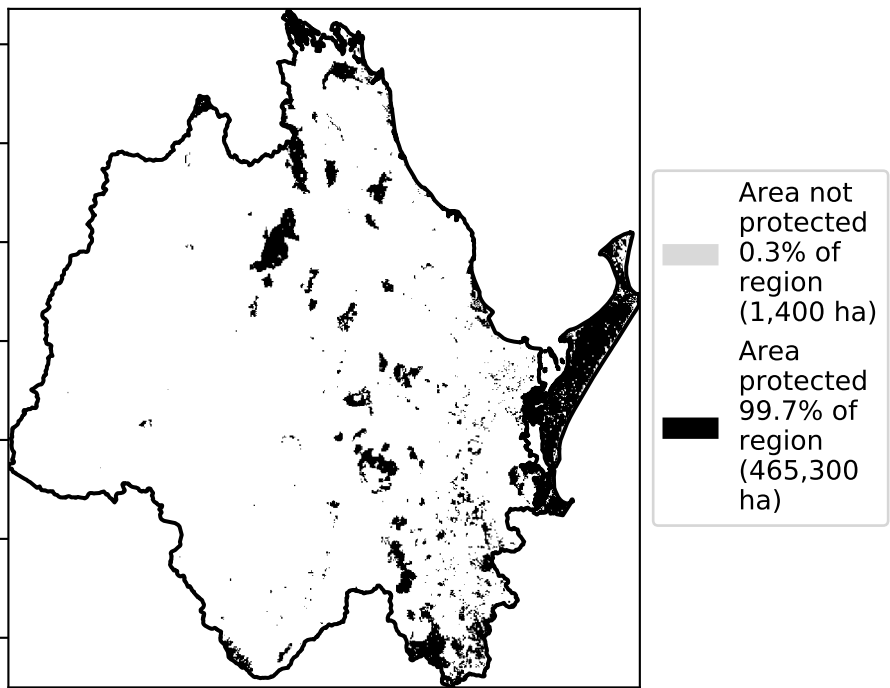 Area not
protected
0.3% of
region
(1,400 ha)
Area
protected
99.7% of
region
(465,300
ha)